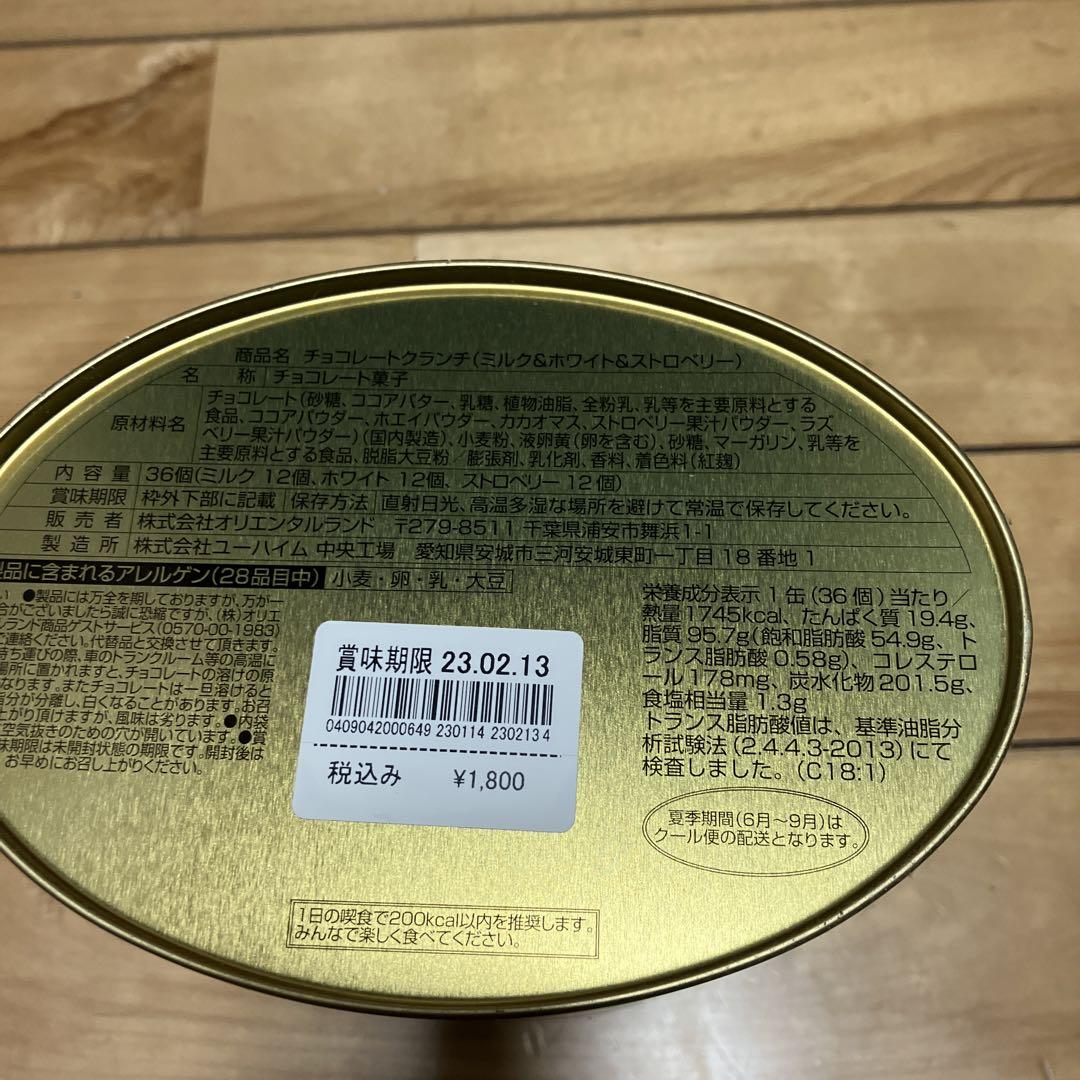 商品名 チョコレートクランチ(ミルク&ホワイト&ストロベリー)
名 称 チョコレート菓子
原材料名 チョコレート(砂糖、ココアバター、乳糖、植物油脂、全粉乳、乳等を主要原料とする
食品、ココアパウダー、ホエイパウダー、カカオマス、ストロベリー果汁パウダー、ラズ
ベリー果汁パウダー)(国内製造)、小麦粉、液卵黄(卵を含む)、砂糖、マーガリン、乳等を
主要原料とする食品、脱脂大豆粉/膨張剤、乳化剤、香料、着色料(紅麹)
内 容 量 36個(ミルク 12個、ホワイト 12個、ストロベリー 12個)
賞味期限 枠外下部に記載 保存方法 直射日光、高温多湿な場所を避けて常温で保存してください。
販 売 者 株式会社オリエンタルランド 〒279-8511 千葉県浦安市舞浜1-1
製 造 所 株式会社ユーハイム 中央工場 愛知県安城市三河安城東町一丁目18番地1
品に含まれるアレルゲン(28品目中) 小麦・卵・乳・大豆
い ●製品には万全を期しておりますが、万が一
合がございましたら誠に恐縮ですが、(株)オリエ
ルランド商品ゲストサービス(0570-00-1983)
ご連絡ください。代替品と交換させて頂きます。
持ち運びの際、車のトランクルーム等の高温に
場所に置かれますと、チョコレートの溶けの原
なります。またチョコレートは一旦溶けると
脂分が分離し、白くなることがあります。お召
上がり頂けますが、風味は劣ります。●内袋
空気抜きのための穴が開いています。●賞
味期限は未開封状態の期限です。開封後は
お早めにお召し上がりください。
賞味期限 23.02.13
0409042000649 230114 2302134
税込み ¥1,800
栄養成分表示 1缶(36個)当たり/
熱量1745kcal、たんぱく質19.4g、
脂質95.7g(飽和脂肪酸54.9g、ト
ランス脂肪酸0.58g)、コレステロ
ール178mg、炭水化物201.5g、
食塩相当量 1.3g
トランス脂肪酸値は、基準油脂分
析試験法(2.4.4.3-2013)にて
検査しました。(C18:1)
夏季期間(6月~9月)は
クール便の配送となります。
1日の喫食で200kcal以内を推奨します。
みんなで楽しく食べてください。